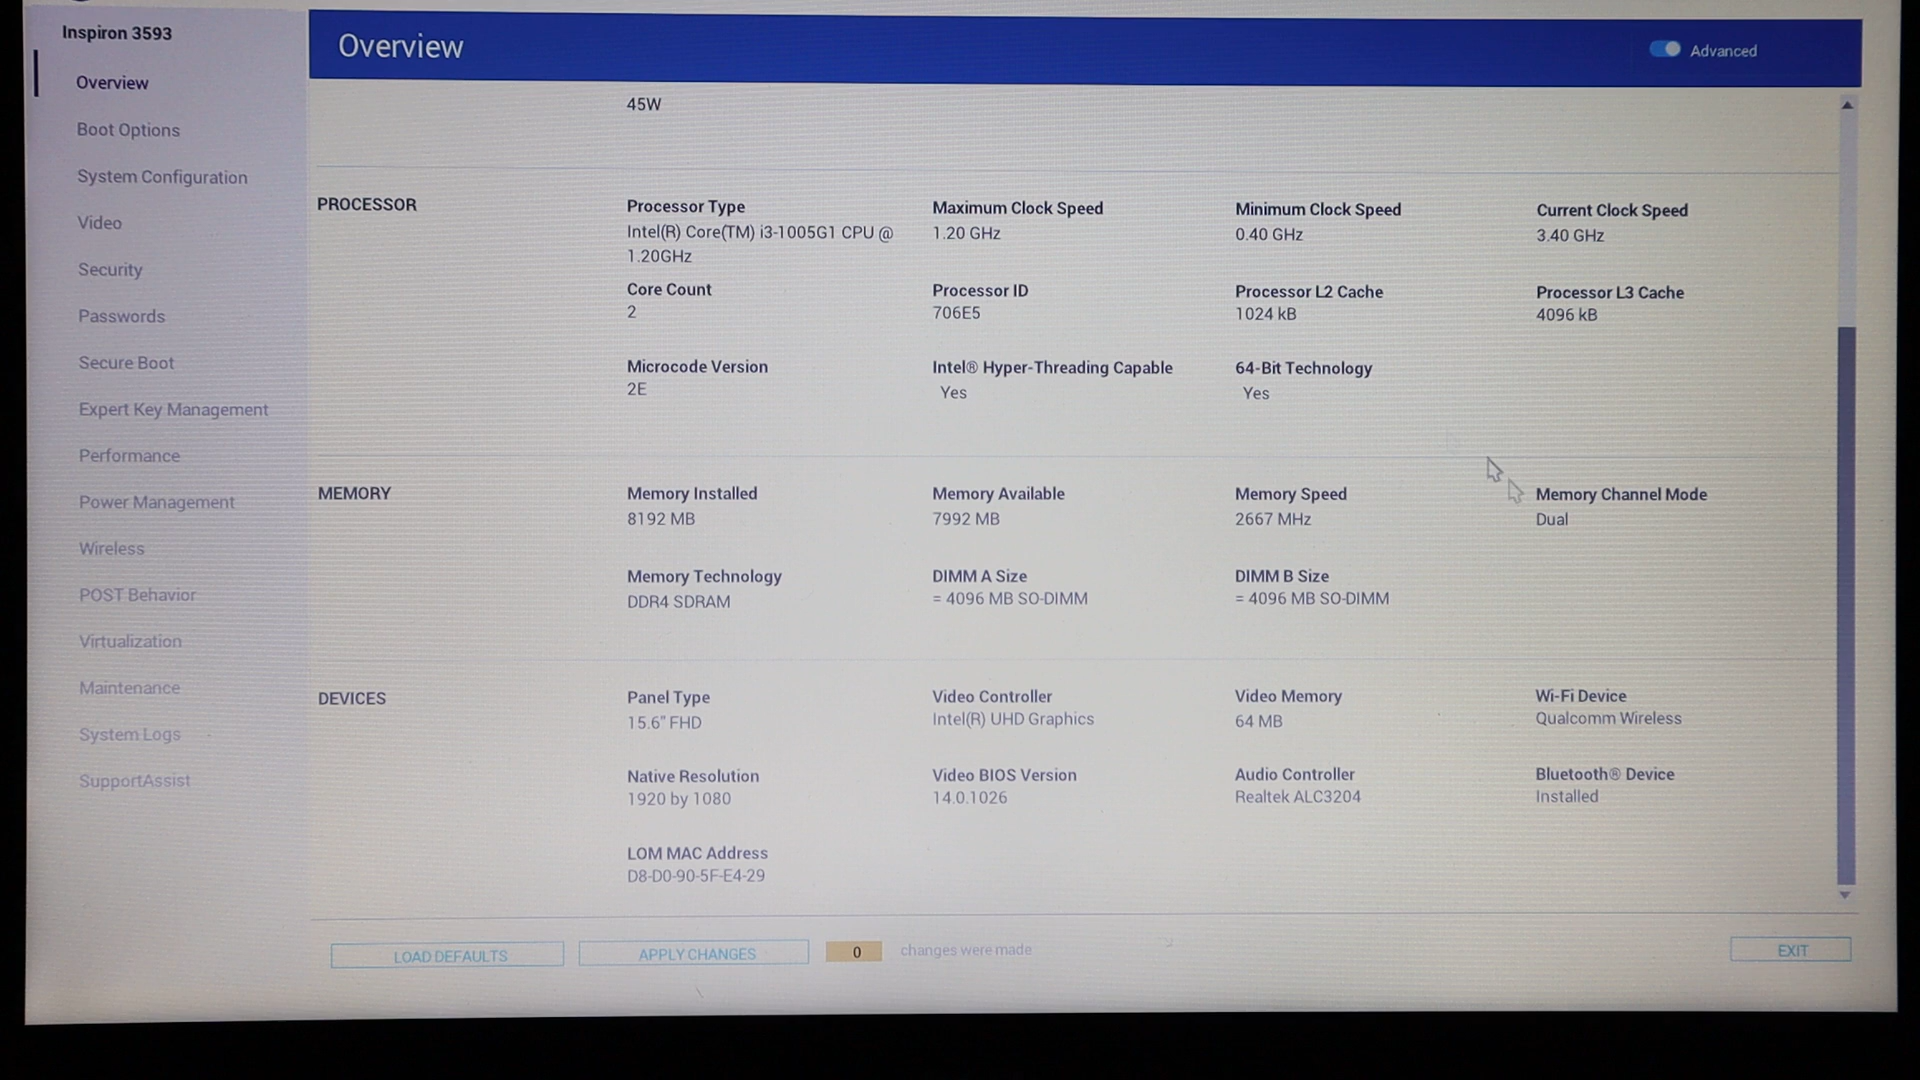 Inspiron 3593
Overview
Boot Options
System Configuration
Video
Security
Passwords
Secure Boot
Expert Key Management
Performance
Power Management
Wireless
POST Behavior
Virtualization
Maintenance
System Logs
SupportAssist
Overview
Advanced
45W
PROCESSOR
Processor Type
Intel(R) Core(TM) i3-1005G1 CPU @
1.20GHz
Maximum Clock Speed
1.20 GHz
Minimum Clock Speed
0.40 GHz
Current Clock Speed
3.40 GHz
Core Count
2
Processor ID
706E5
Processor L2 Cache
1024 kB
Processor L3 Cache
4096 kB
Microcode Version
2E
Intel® Hyper-Threading Capable
Yes
64-Bit Technology
Yes
MEMORY
Memory Installed
8192 MB
Memory Available
7992 MB
Memory Speed
2667 MHz
Memory Channel Mode
Dual
Memory Technology
DDR4 SDRAM
DIMM A Size
= 4096 MB SO-DIMM
DIMM B Size
= 4096 MB SO-DIMM
DEVICES
Panel Type
15.6" FHD
Video Controller
Intel(R) UHD Graphics
Video Memory
64 MB
Wi-Fi Device
Qualcomm Wireless
Native Resolution
1920 by 1080
Video BIOS Version
14.0.1026
Audio Controller
Realtek ALC3204
Bluetooth® Device
Installed
LOM MAC Address
D8-D0-90-5F-E4-29
LOAD DEFAULTS
APPLY CHANGES
0
changes were made
EXIT